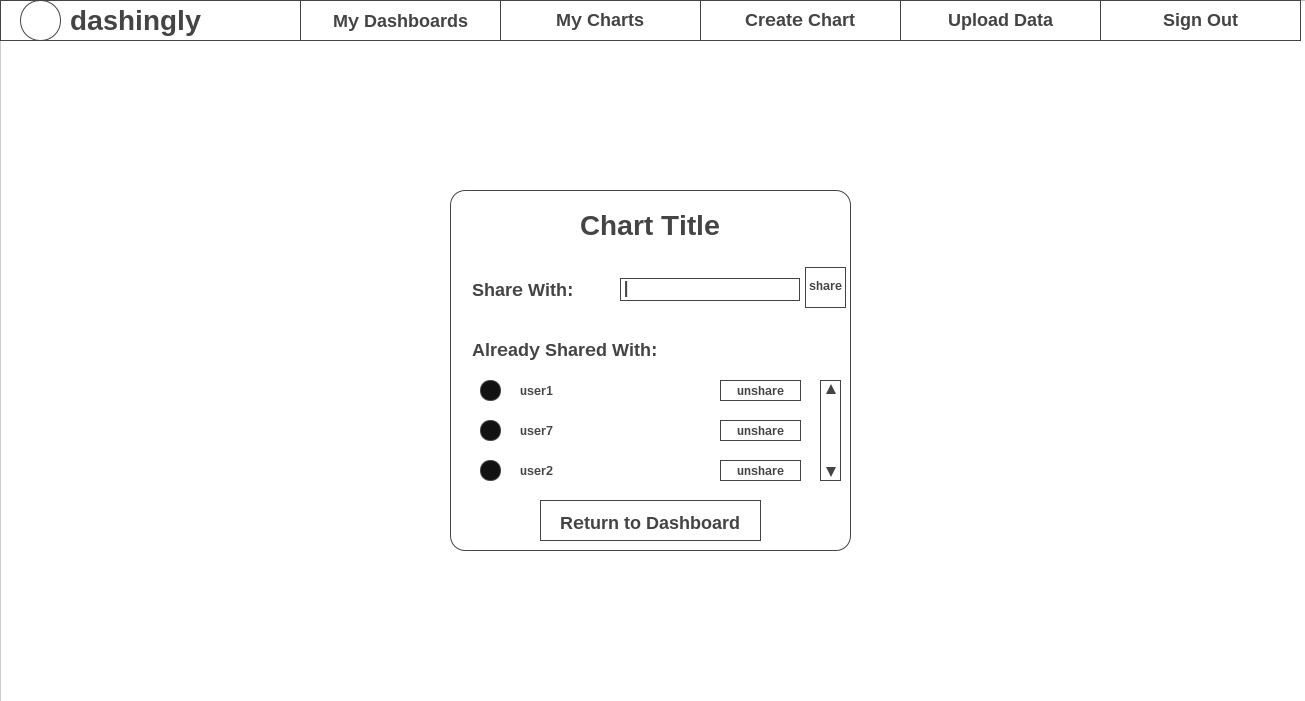 dashingly
My Dashboards
My Charts
Create Chart
Upload Data
Sign Out
Chart Title
Share With:
share
Already Shared With:
user1
unshare
user7
unshare
user2
unshare
Return to Dashboard